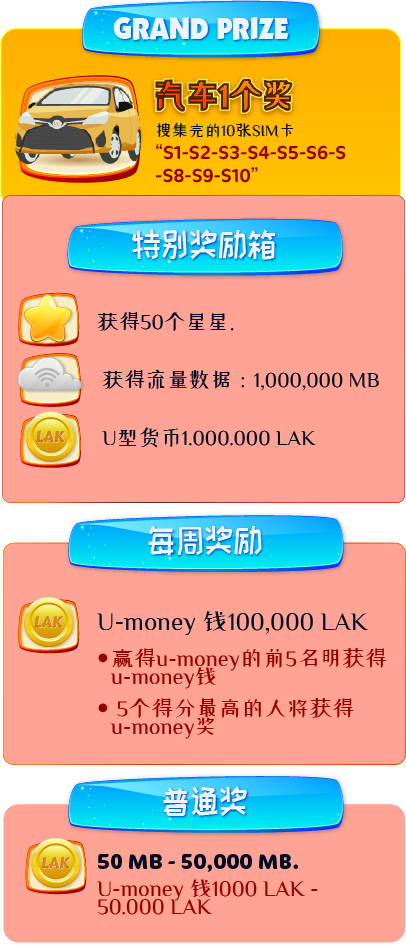 GRAND PRIZE
汽车1个奖
搜集完的10张SIM卡
“S1-S2-S3-S4-S5-S6-S
-S8-S9-S10”
特别奖励箱
获得50个星星.
获得流量数据 : 1,000,000 MB
LAK
U型货币1.000.000 LAK
每周奖励
LAK
U-money 钱100,000 LAK
• 赢得u-money的前5名明获得
u-money钱
• 5个得分最高的人将获得
u-money奖
普通奖
LAK
50 MB - 50,000 MB.
U-money 钱1000 LAK -
50.000 LAK